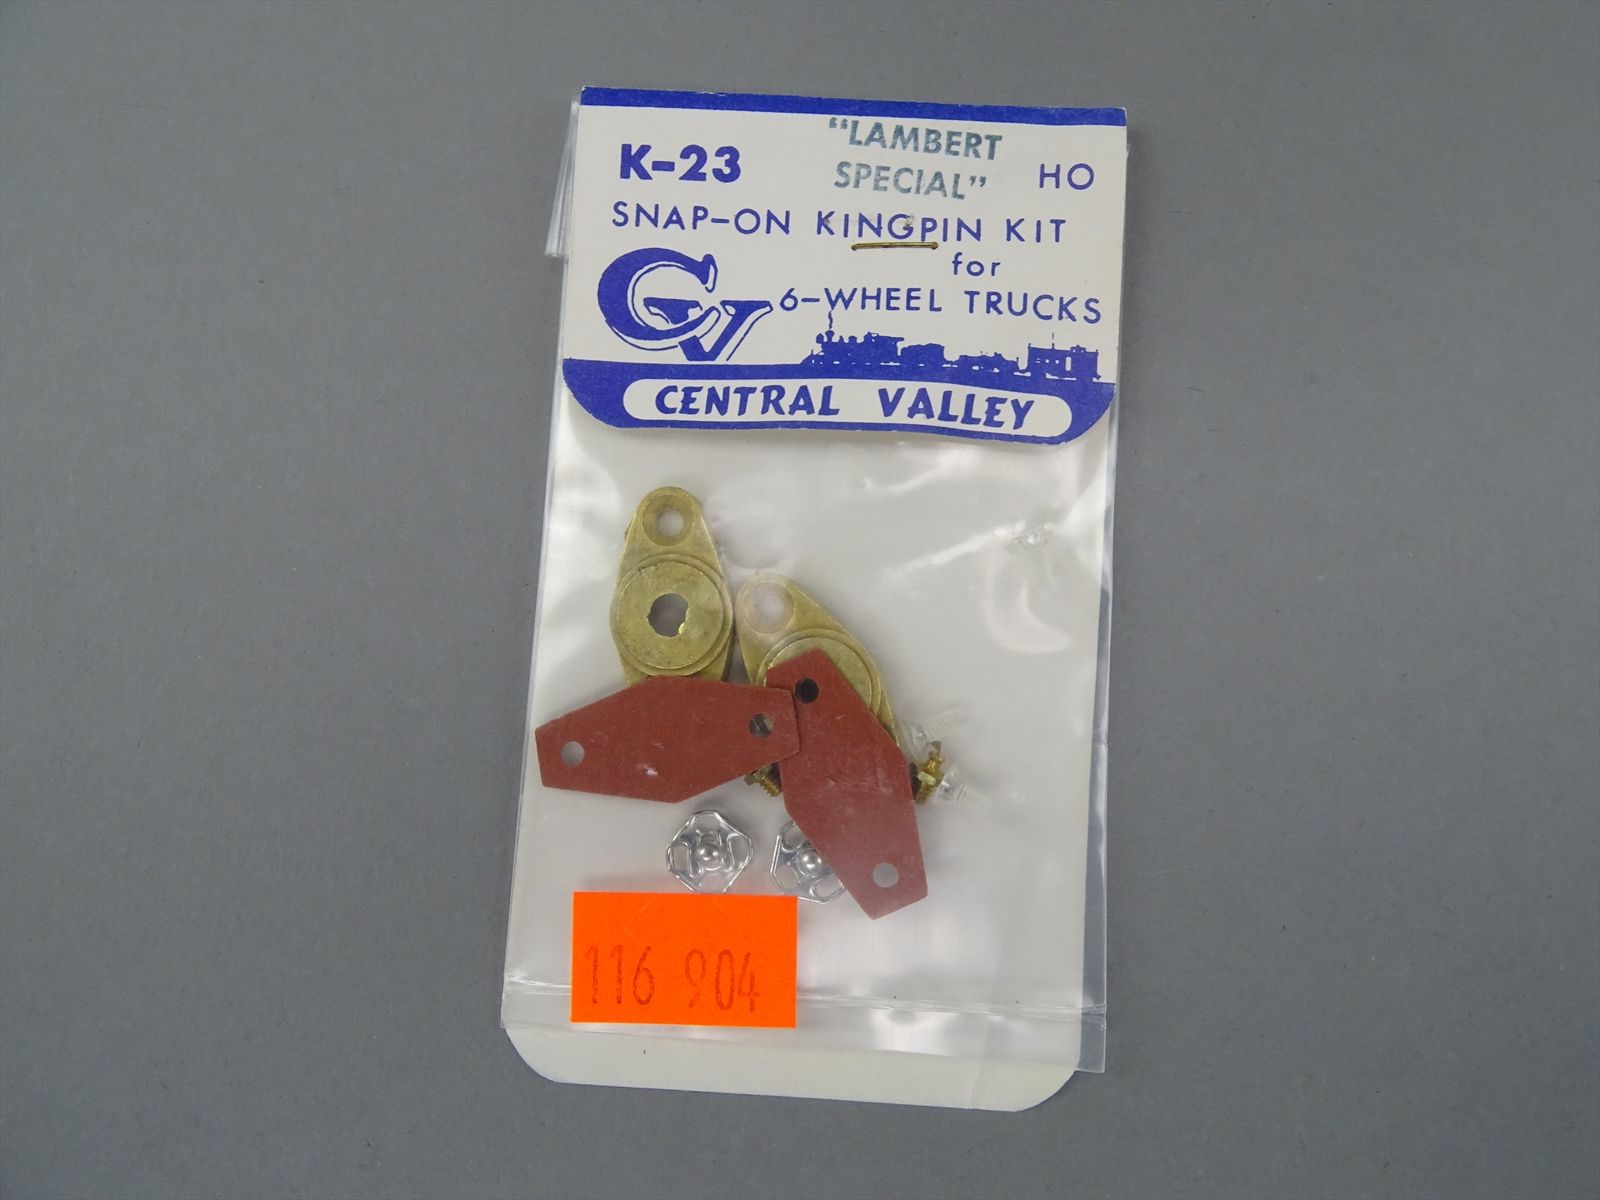 "LAMBERT
SPECIAL"
K-23
HO
SNAP-ON KINGPIN KIT
for
6-WHEEL TRUCKS
CV
CENTRAL VALLEY
116 904